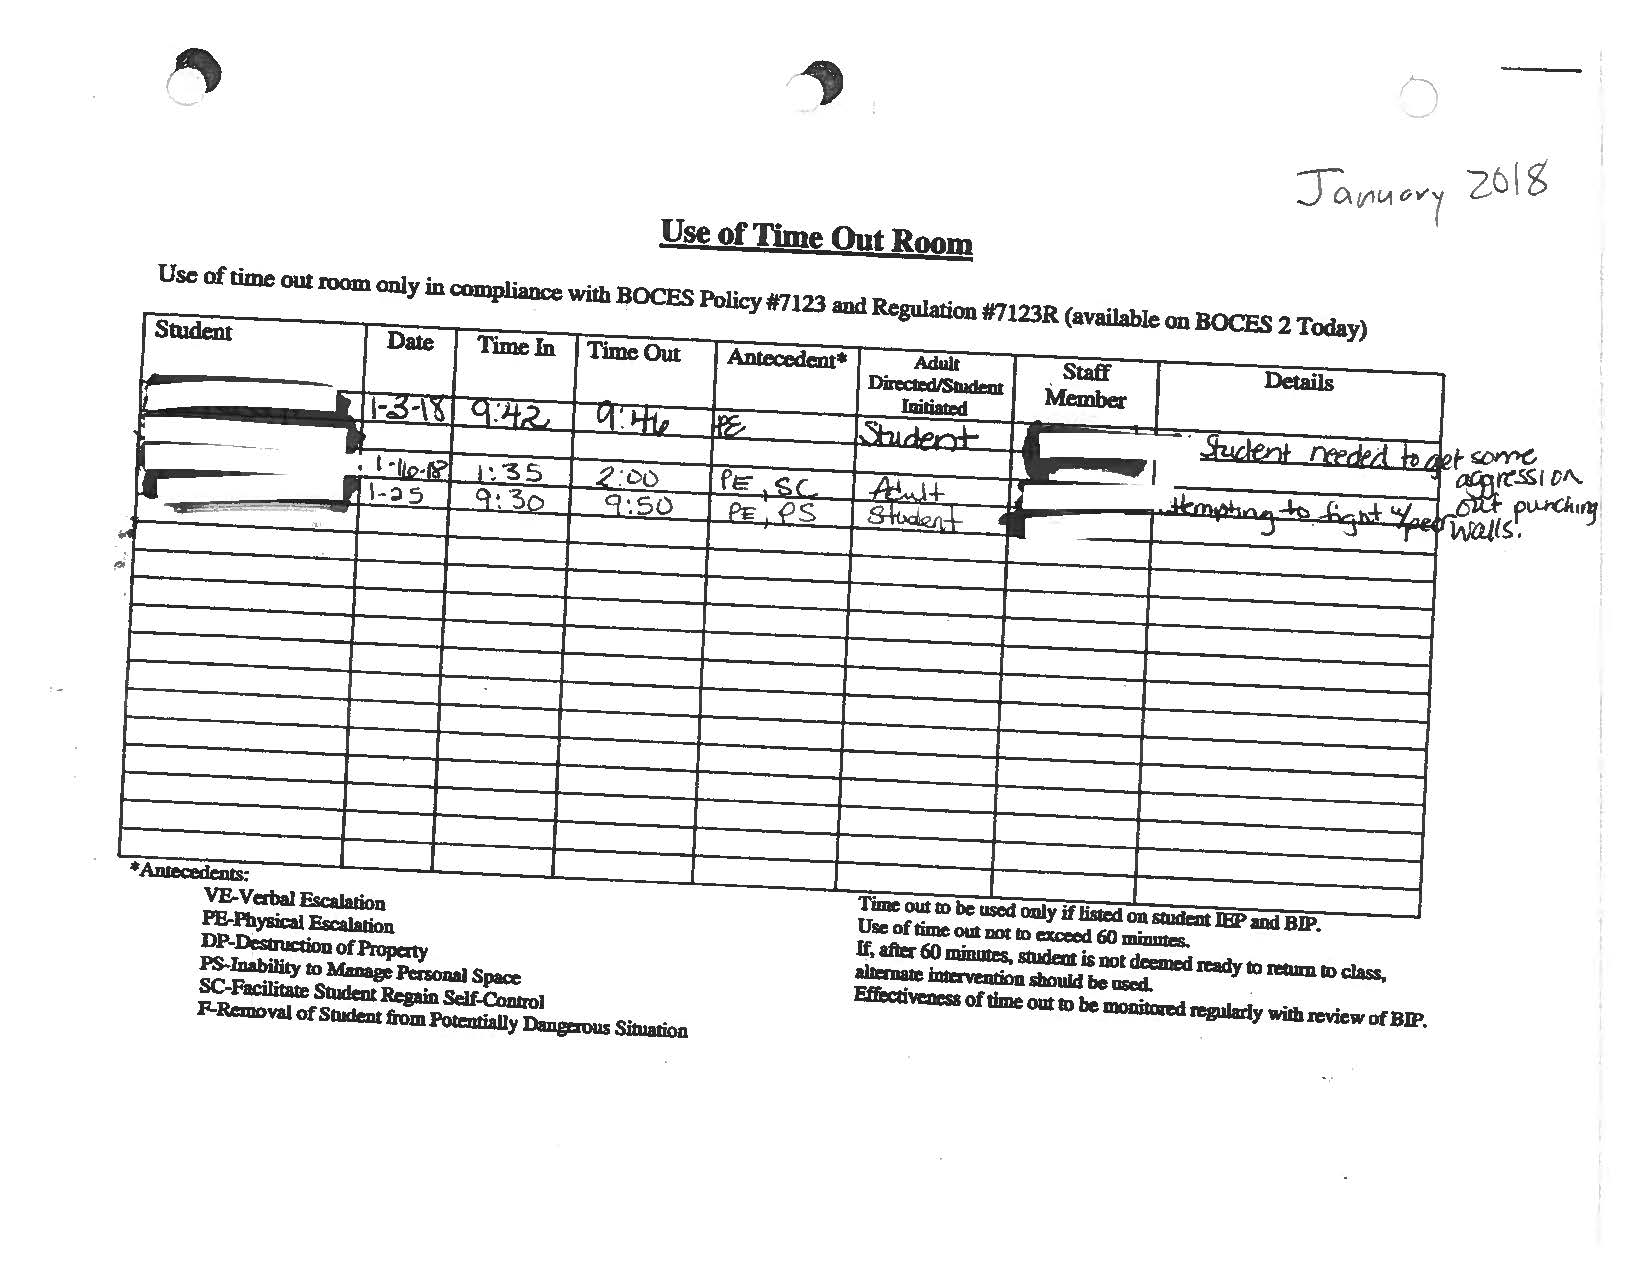 January 2018
Use of Time Out Room
Use of time out room only in compliance with BOCES Policy #7123 and Regulation #7123R (available on BOCES 2 Today)
Student Date Time In Time Out Antecedent* Adult Directed/Student Initiated Staff Member Details
1-3-18 9:42 9:46 PE Student Student needed to get some aggression out punching walls.
1-16-18 1:35 2:00 PE, SC Adult
1-25 9:30 9:50 PE, PS Student ttempting to fight w/peer
*Antecedents:
VE-Verbal Escalation
PE-Physical Escalation
DP-Destruction of Property
PS-Inability to Manage Personal Space
SC-Facilitate Student Regain Self-Control
F-Removal of Student from Potentially Dangerous Situation
Time out to be used only if listed on student IEP and BIP.
Use of time out not to exceed 60 minutes.
If, after 60 minutes, student is not deemed ready to return to class,
alternate intervention should be used.
Effectiveness of time out to be monitored regularly with review of BIP.